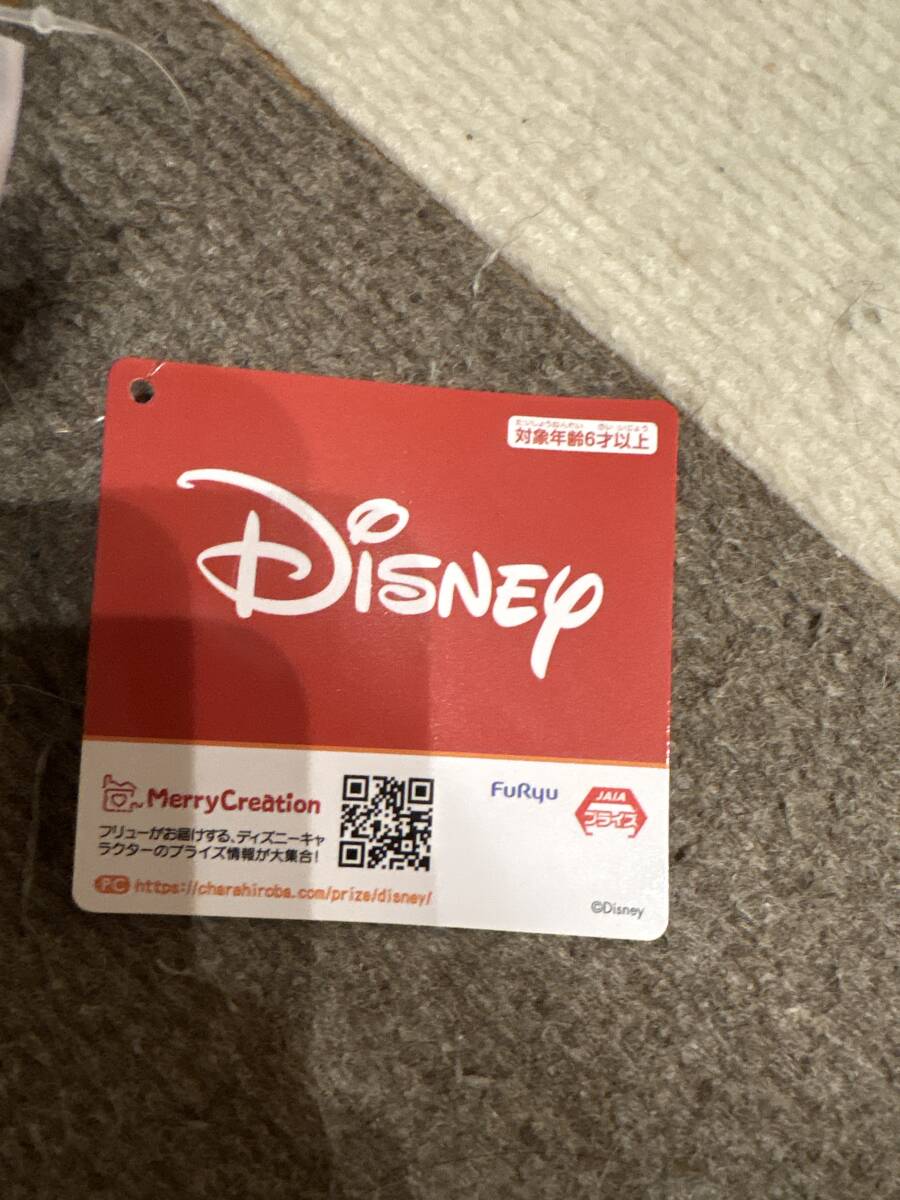 たいしょうねんれい さい いじょう
対象年齢6才以上
Disney
MerryCreation
フリューがお届けする、ディズニーキャ
ラクターのプライズ情報が大集合!
PC https://charahiroba.com/prize/disney/
FuRyu
JAIA
プライズ
©Disney